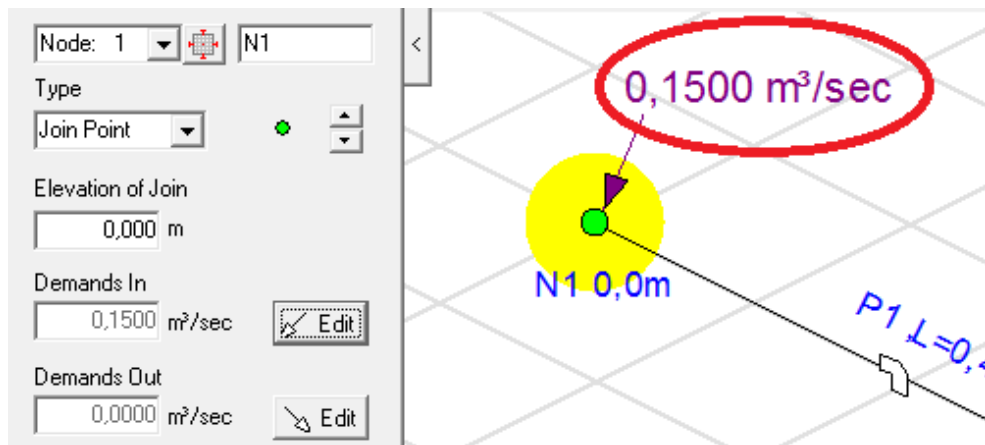 Node: 1
N1
<
Type
Join Point
Elevation of Join
0,000 m
Demands In
0,1500 m³/sec
Edit
Demands Out
0,0000 m³/sec
Edit
0,1500 m³/sec
N1 0,0m
P1 ,L=0,